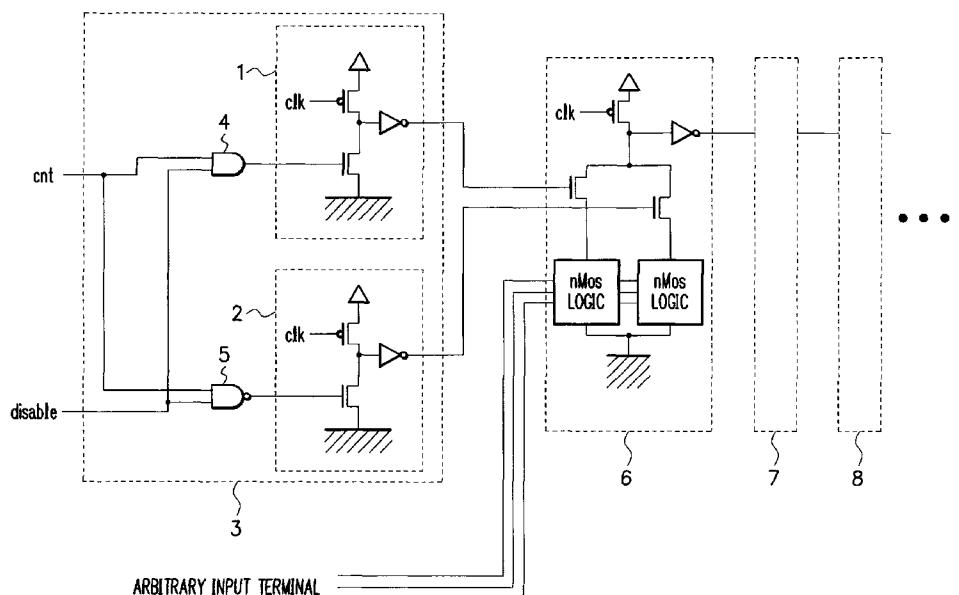 1
clk
4
cnt
2
clk
5
disable
3
clk
nMos
LOGIC
nMos
LOGIC
6
7
8
ARBITRARY INPUT TERMINAL